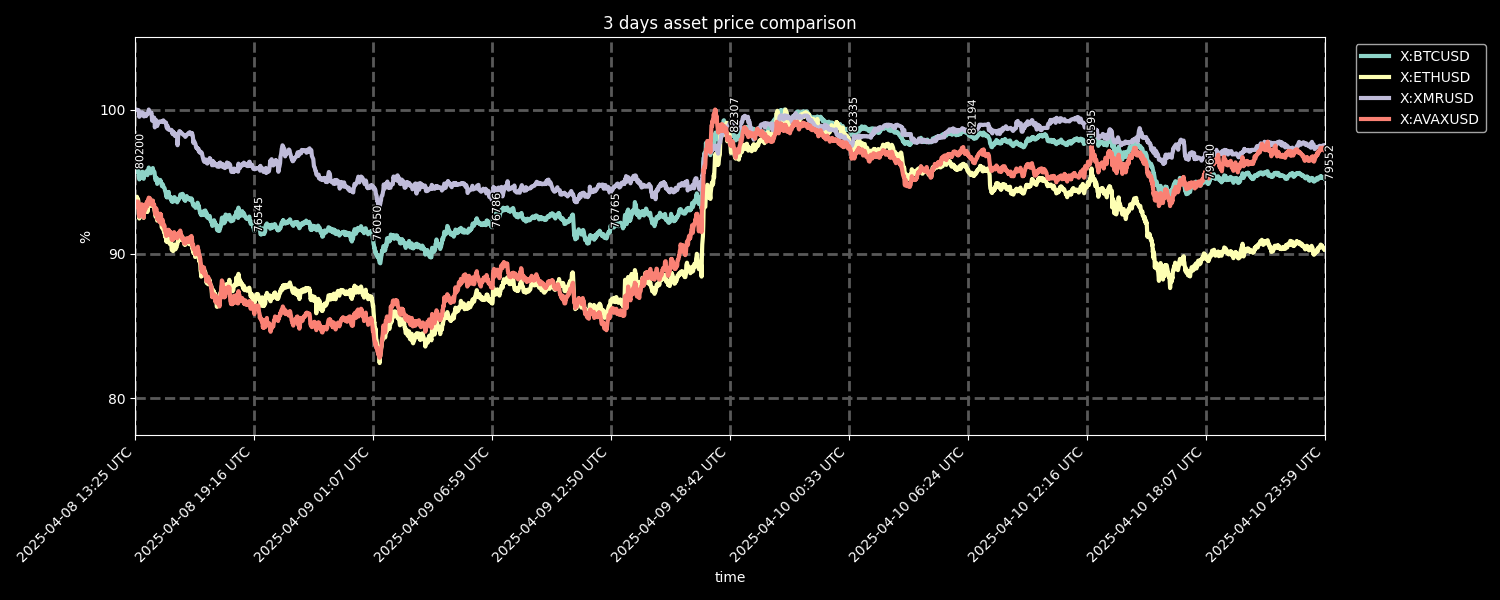 3 days asset price comparison
X:BTCUSD
X:ETHUSD
X:XMRUSD
X:AVAXUSD
%
100
90
80
80200
76545
76050
76786
76765
82307
82335
82194
81595
79610
79552
2025-04-08 13:25 UTC
2025-04-08 19:16 UTC
2025-04-09 01:07 UTC
2025-04-09 06:59 UTC
2025-04-09 12:50 UTC
2025-04-09 18:42 UTC
2025-04-10 00:33 UTC
2025-04-10 06:24 UTC
2025-04-10 12:16 UTC
2025-04-10 18:07 UTC
2025-04-10 23:59 UTC
time